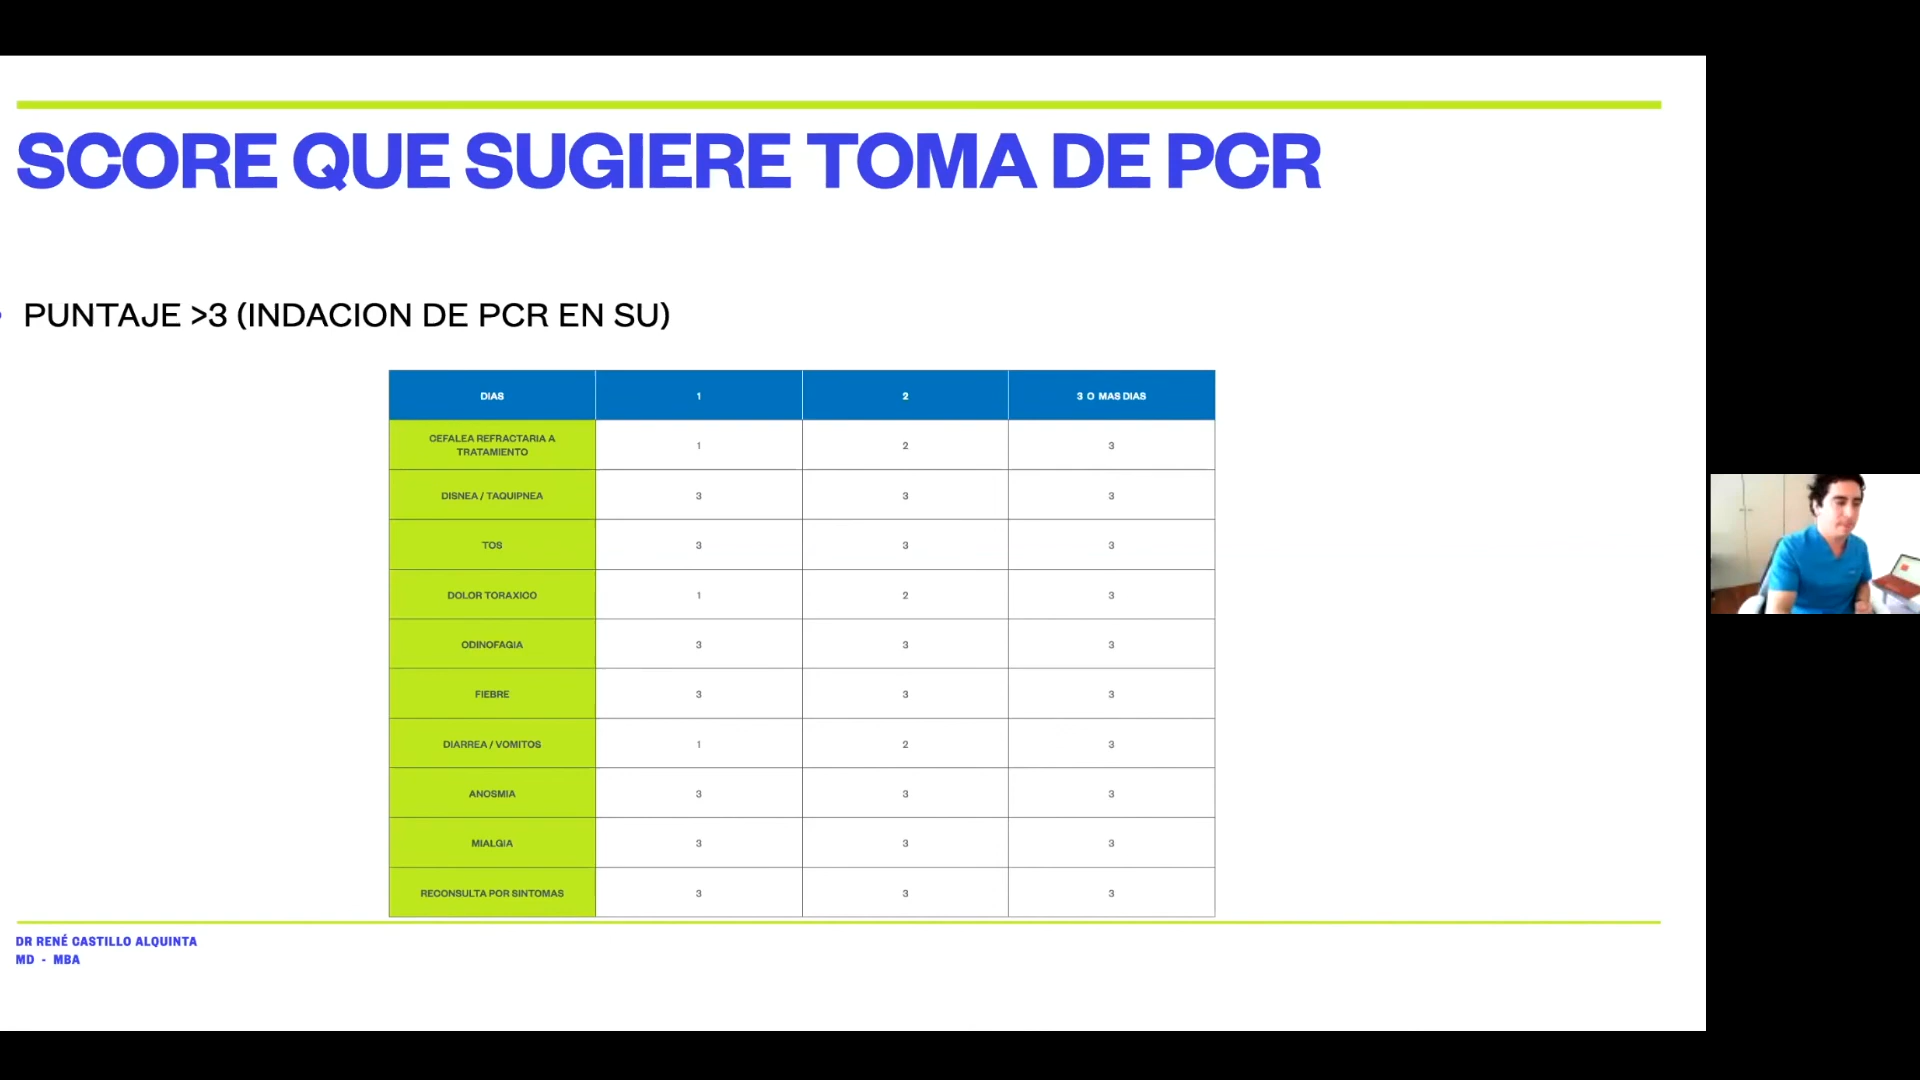 SCORE QUE SUGIERE TOMA DE PCR
PUNTAJE >3 (INDACION DE PCR EN SU)
DIAS 1 2 3 O MAS DIAS
CEFALEA REFRACTARIA A
TRATAMIENTO 1 2 3
DISNEA / TAQUIPNEA 3 3 3
TOS 3 3 3
DOLOR TORAXICO 1 2 3
ODINOFAGIA 3 3 3
FIEBRE 3 3 3
DIARREA / VOMITOS 1 2 3
ANOSMIA 3 3 3
MIALGIA 3 3 3
RECONSULTA POR SINTOMAS 3 3 3
DR RENÉ CASTILLO ALQUINTA
MD - MBA